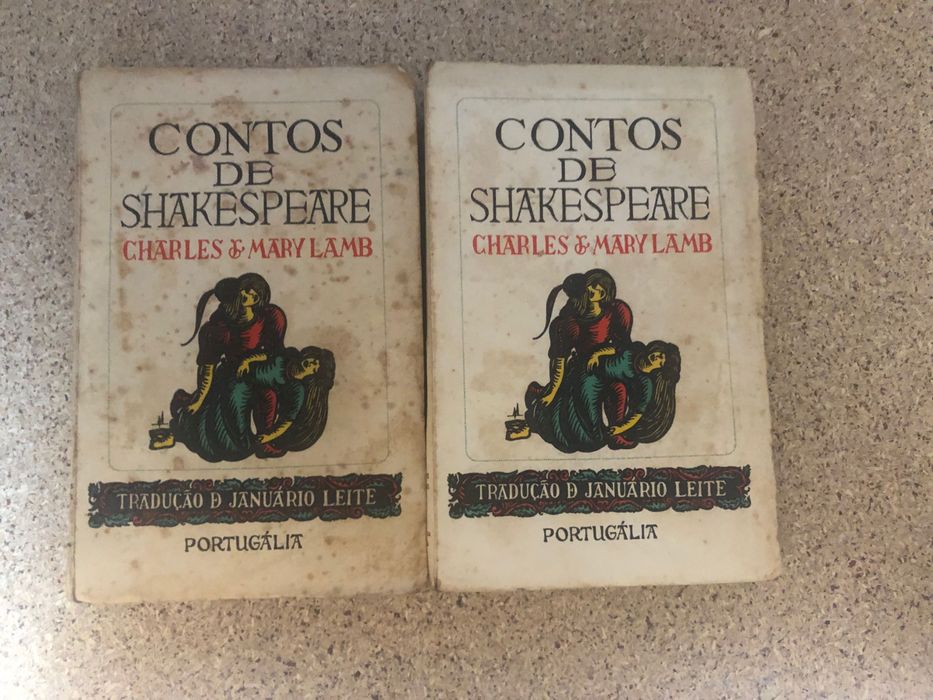 CONTOS
DE
SHAKESPEARE
CHARLES & MARY LAMB
TRADUÇÃO D JANUÁRIO LEITE
PORTUGÁLIA
CONTOS
DE
SHAKESPEARE
CHARLES & MARY LAMB
TRADUÇÃO D JANUÁRIO LEITE
PORTUGÁLIA